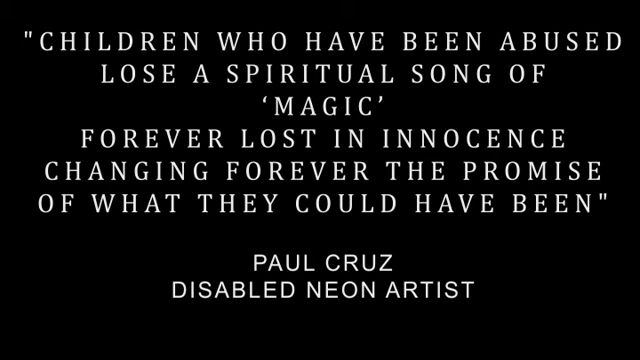 "CHILDREN WHO HAVE BEEN ABUSED
LOSE A SPIRITUAL SONG OF
‘MAGIC’
FOREVER LOST IN INNOCENCE
CHANGING FOREVER THE PROMISE
OF WHAT THEY COULD HAVE BEEN"
PAUL CRUZ
DISABLED NEON ARTIST